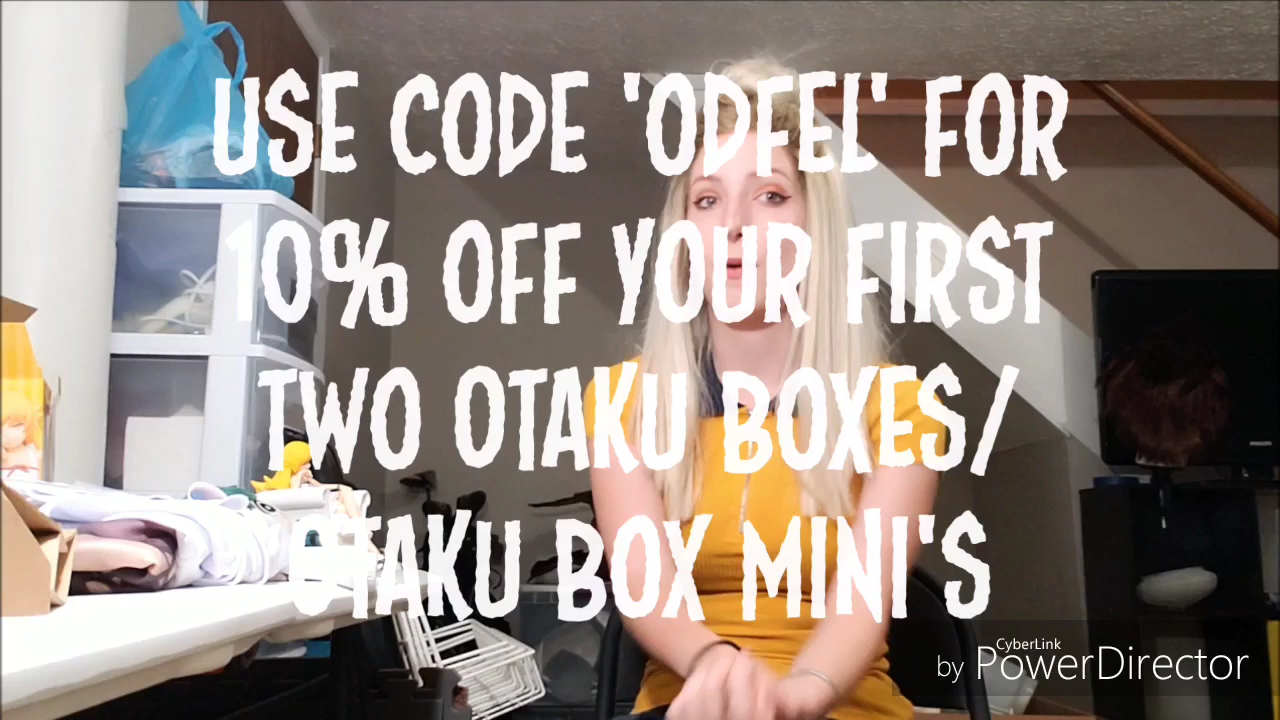 USE CODE 'ODFEL' FOR
10% OFF YOUR FIRST
TWO OTAKU BOXES/
OTAKU BOX MINI'S
CyberLink
by PowerDirector